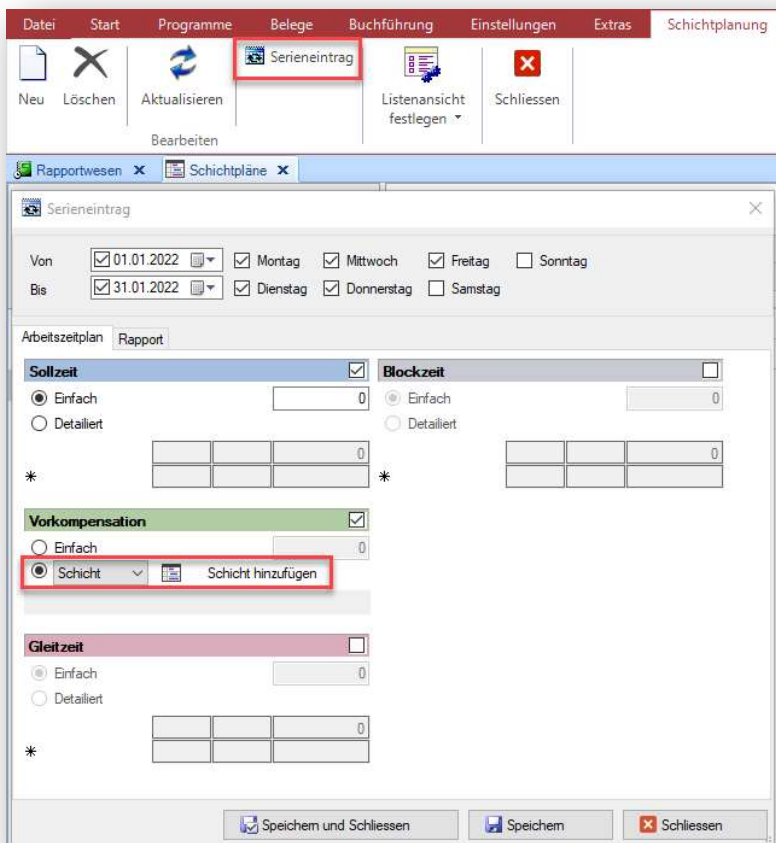 Datei Start Programme Belege Buchführung Einstellungen Extras Schichtplanung
Serieneintrag
Neu Löschen Aktualisieren Listenansicht festlegen Schliessen
Bearbeiten
Rapportwesen Schichtpläne
Serieneintrag
Von 01.01.2022 Montag Mittwoch Freitag Sonntag
Bis 31.01.2022 Dienstag Donnerstag Samstag
Arbeitszeitplan Rapport
Sollzeit Blockzeit
Einfach 0 Einfach 0
Detailiert Detailiert
0 0
Vorkompensation
Einfach 0
Schicht Schicht hinzufügen
Gleitzeit
Einfach 0
Detailiert
0
Speichern und Schliessen Speichern Schliessen